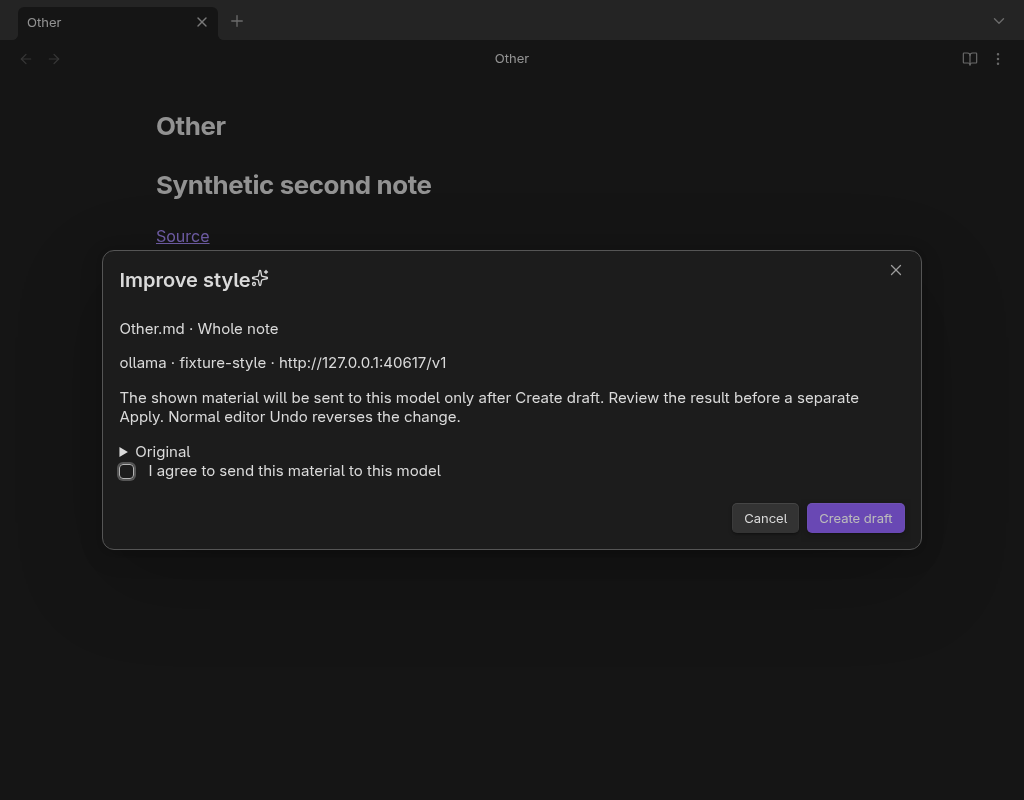 Other
Other
Other
Synthetic second note
Source
Improve style
Other.md · Whole note
ollama · fixture-style · http://127.0.0.1:40617/v1
The shown material will be sent to this model only after Create draft. Review the result before a separate
Apply. Normal editor Undo reverses the change.
Original
I agree to send this material to this model
Cancel
Create draft